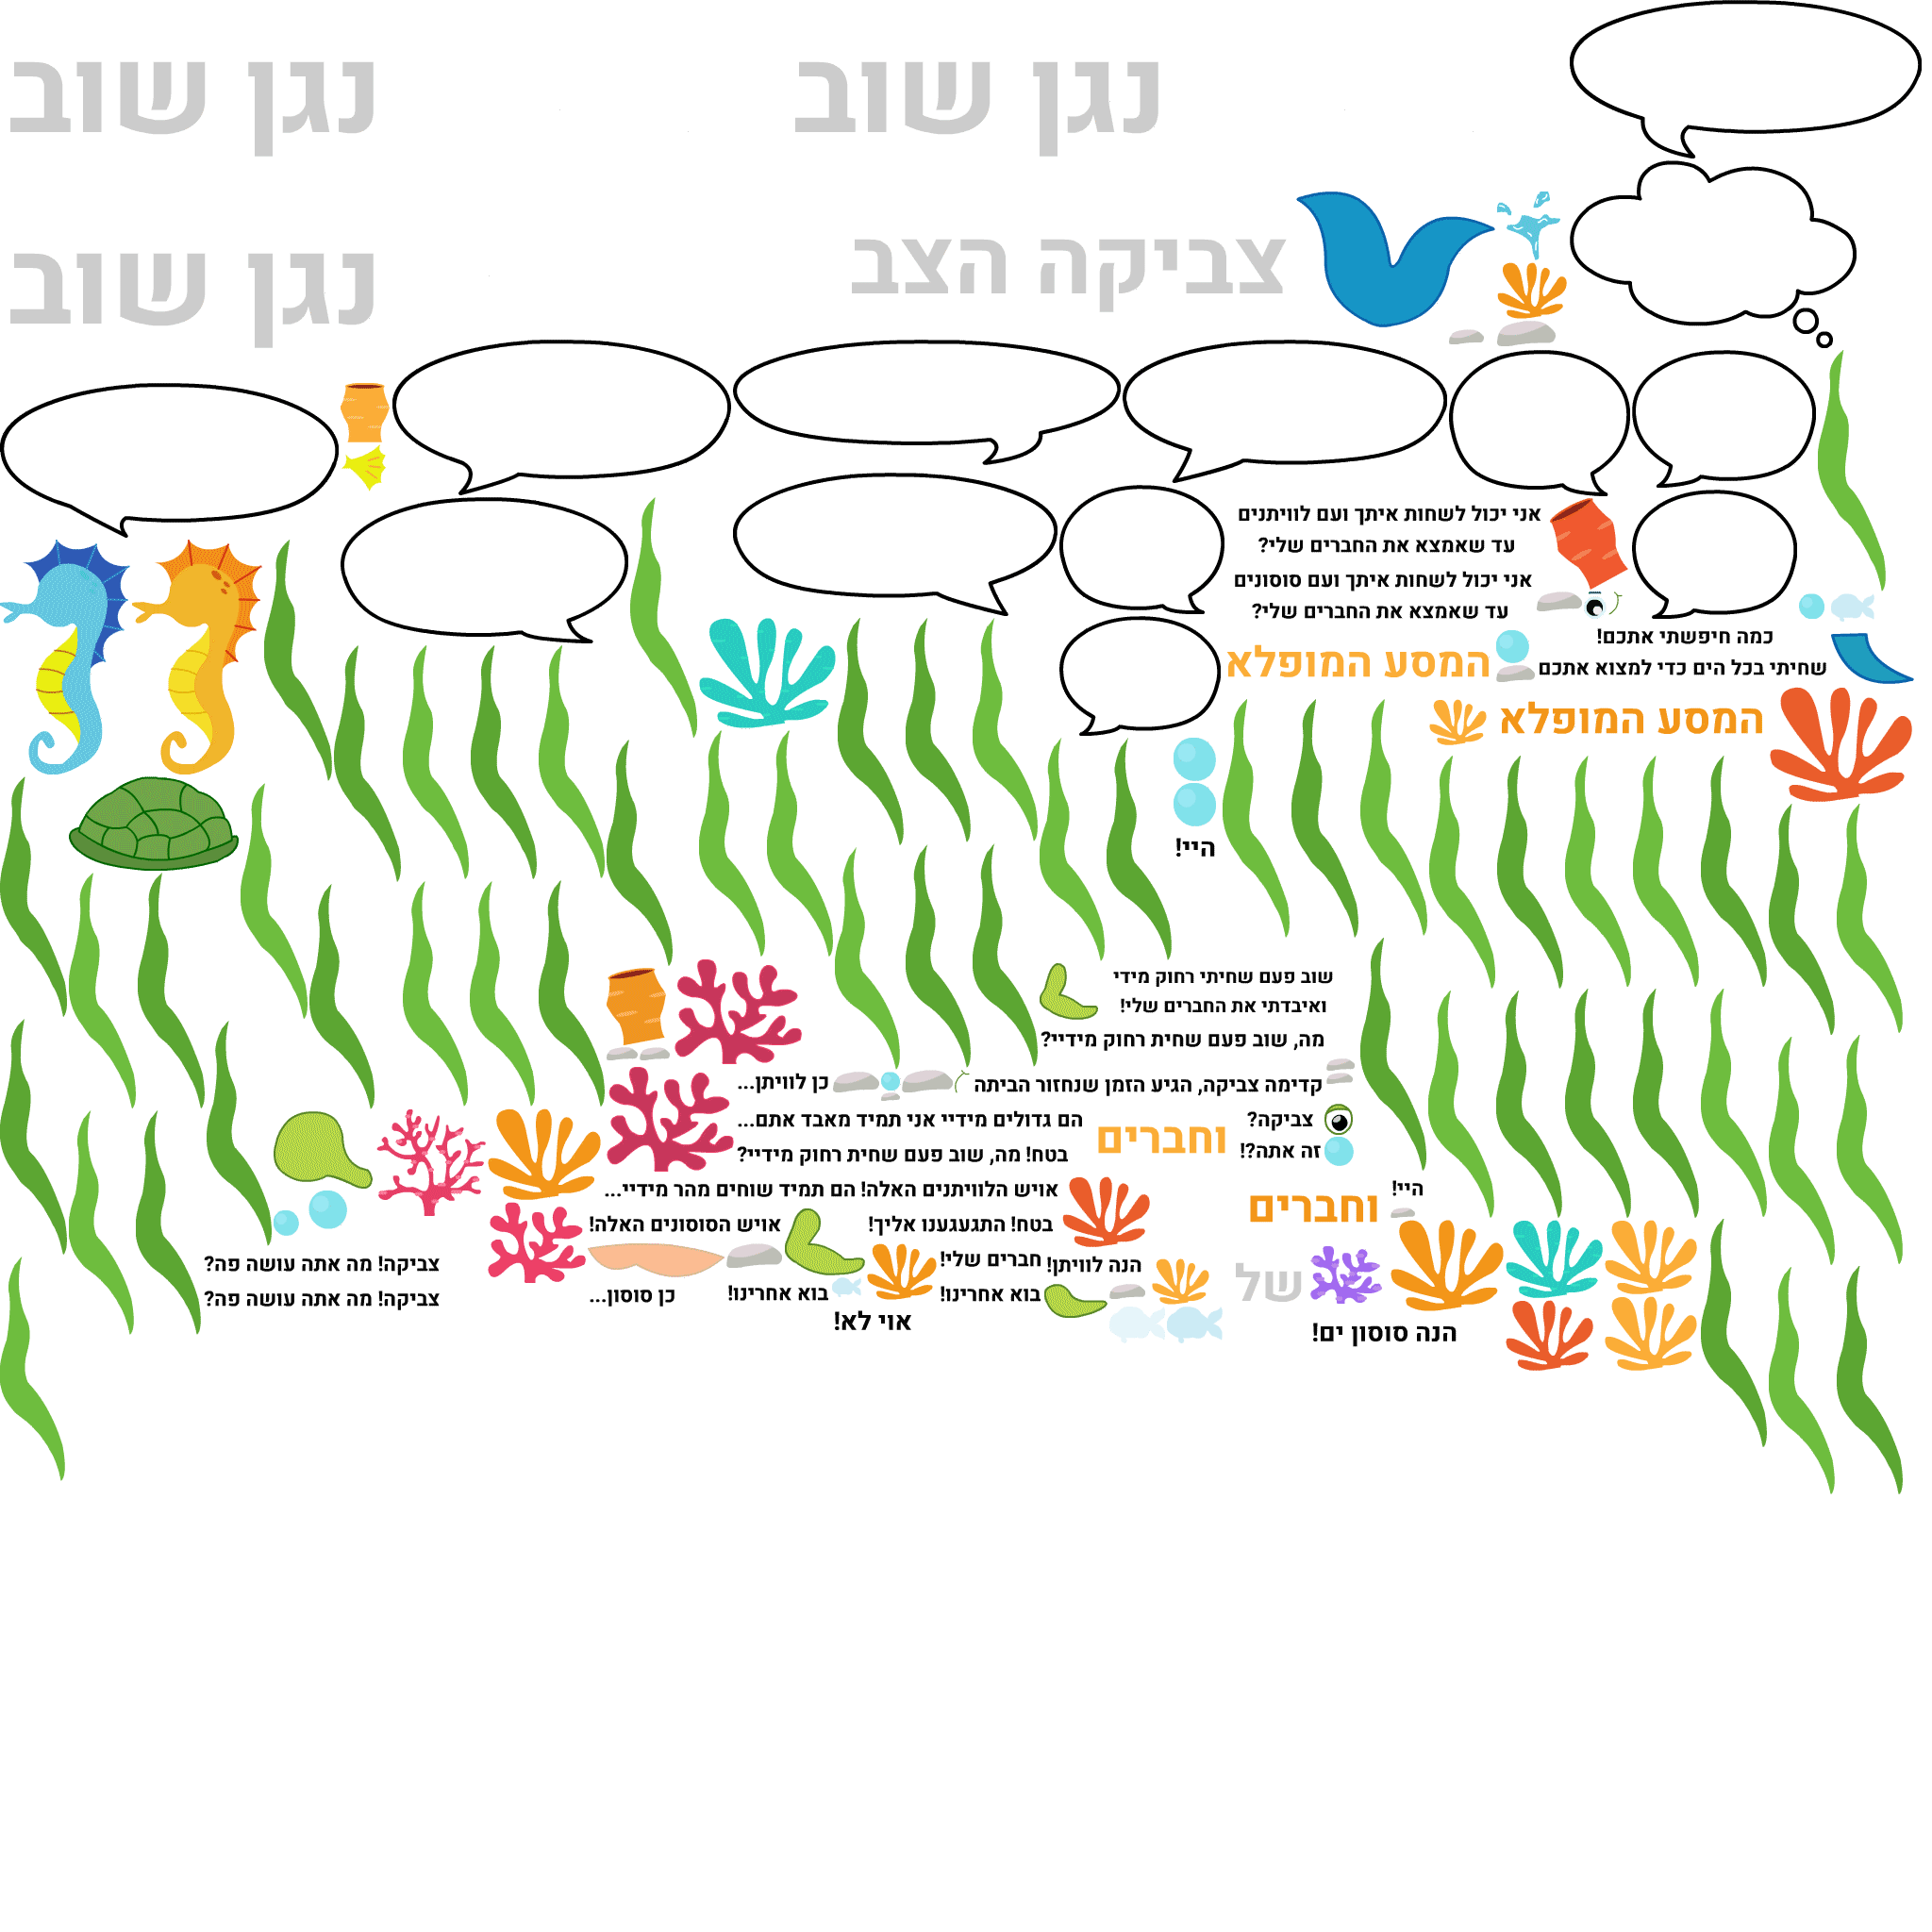 נגן שוב
נגן שוב
צביקה הצב
נגן שוב
אני יכול לשחות איתך ועם לוויתנים
עד שאמצא את החברים שלי?
אני יכול לשחות איתך ועם סוסונים
עד שאמצא את החברים שלי?
כמה חיפשתי אתכם!
שחיתי בכל הים כדי למצוא אתכם
המסע המופלא
המסע המופלא
היי!
שוב פעם שחיתי רחוק מידי
ואיבדתי את החברים שלי!
מה, שוב פעם שחית רחוק מידיי?
קדימה צביקה, הגיע הזמן שנחזור הביתה
כן לוויתן...
צביקה?
זה אתה?!
הם גדולים מידיי אני תמיד מאבד אתם...
וחברים
בטח! מה, שוב פעם שחית רחוק מידיי?
היי!
וחברים
אויש הלוויתנים האלה! הם תמיד שוחים מהר מידיי...
בטח! התגעגענו אליך!
אויש הסוסונים האלה!
הנה לוויתן!
חברים שלי!
צביקה! מה אתה עושה פה?
של
בוא אחרינו!
בוא אחרינו!
כן סוסון...
צביקה! מה אתה עושה פה?
אוי לא!
הנה סוסון ים!